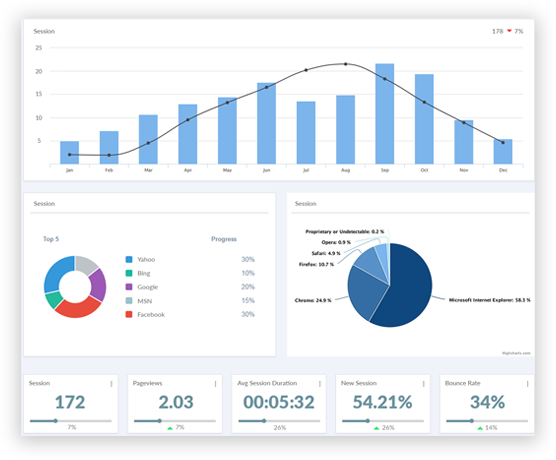 Session
178 7%
25
20
15
10
5
Jan Feb Mar Apr May Jun Jul Aug Sep Oct Nov Dec
Session
Top 5 Progress
Yahoo 30%
Bing 10%
Google 20%
MSN 15%
Facebook 30%
Session
Proprietary or Undetectable: 0.2 %
Opera: 0.9 %
Safari: 4.9 %
Firefox: 10.7 %
Chrome: 24.9 %
Microsoft Internet Explorer: 58.3 %
Highcharts.com
Session Pageviews Avg Session Duration New Session Bounce Rate
172 2.03 00:05:32 54.21% 34%
7% 7% 26% 26% 14%